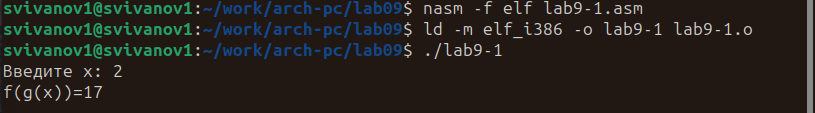 svivanov1@svivanov1:~/work/arch-pc/lab09$ nasm -f elf lab9-1.asm
svivanov1@svivanov1:~/work/arch-pc/lab09$ ld -m elf_i386 -o lab9-1 lab9-1.o
svivanov1@svivanov1:~/work/arch-pc/lab09$ ./lab9-1
Введите x: 2
f(g(x))=17